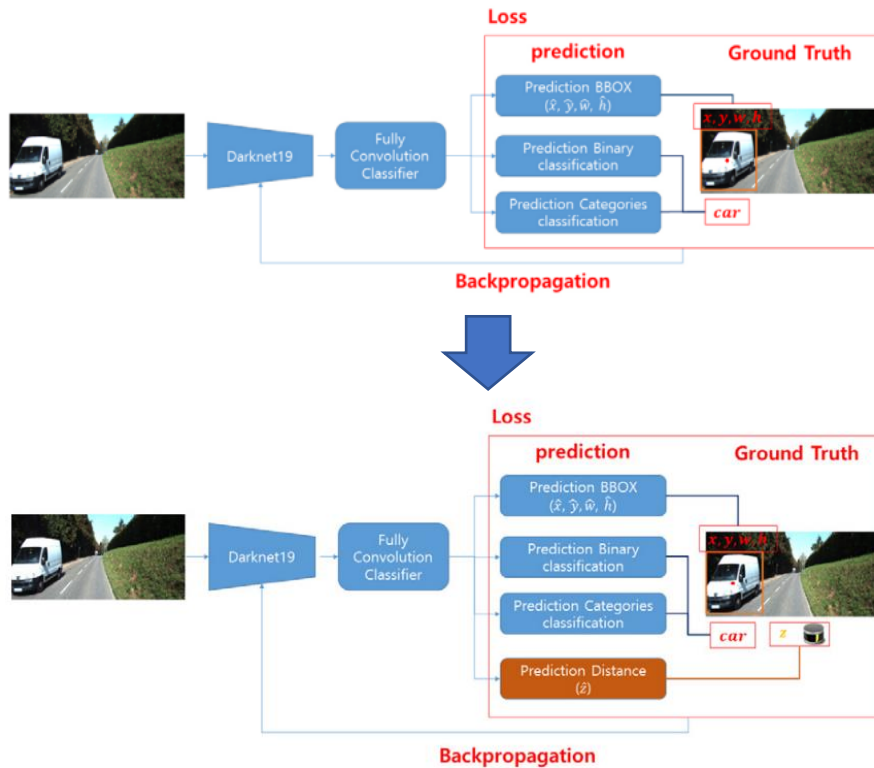 Loss
prediction
Ground Truth
Prediction BBOX
(x̂, ŷ, ŵ, ĥ)
x, y, w, h
Darknet19
Fully
Convolution
Classifier
Prediction Binary
classification
Prediction Categories
classification
car
Backpropagation
Loss
prediction
Ground Truth
Prediction BBOX
(x̂, ŷ, ŵ, ĥ)
x, y, w, h
Darknet19
Fully
Convolution
Classifier
Prediction Binary
classification
Prediction Categories
classification
car
z
Prediction Distance
(ẑ)
Backpropagation